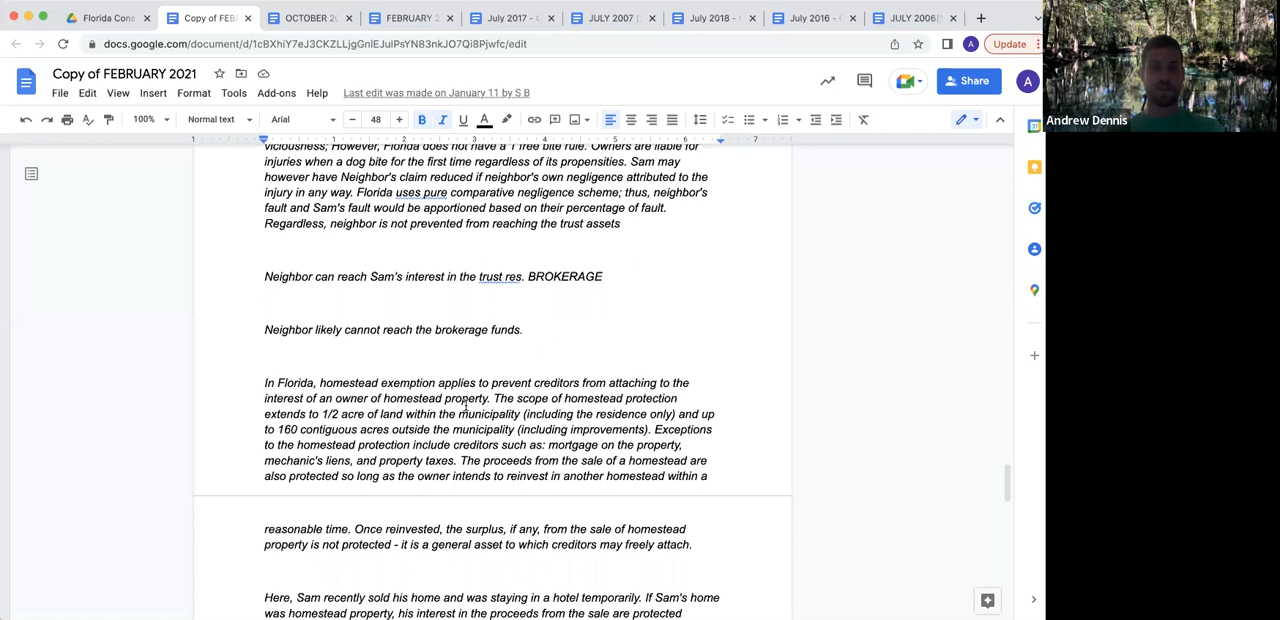 Florida Cons
Copy of FEB
OCTOBER 20
FEBRUARY 2
July 2017 - 
JULY 2007 (
July 2018 - 
July 2016 - 
JULY 2006(
docs.google.com/document/d/1cBXhiY7eJ3CKZLLjgGnIEJulPsYN83nkJO7Qi8Pjwfc/edit
A
Update
Copy of FEBRUARY 2021
File Edit View Insert Format Tools Add-ons Help Last edit was made on January 11 by S B
Share
A
100% Normal text Arial 48 B I U A
1 1 2 3 4 5 6 7
viciousness; However, Florida does not have a 1 free bite rule. Owners are liable for
injuries when a dog bite for the first time regardless of its propensities. Sam may
however have Neighbor's claim reduced if neighbor's own negligence attributed to the
injury in any way. Florida uses pure comparative negligence scheme; thus, neighbor's
fault and Sam's fault would be apportioned based on their percentage of fault.
Regardless, neighbor is not prevented from reaching the trust assets
Neighbor can reach Sam's interest in the trust res. BROKERAGE
Neighbor likely cannot reach the brokerage funds.
In Florida, homestead exemption applies to prevent creditors from attaching to the
interest of an owner of homestead property. The scope of homestead protection
extends to 1/2 acre of land within the municipality (including the residence only) and up
to 160 contiguous acres outside the municipality (including improvements). Exceptions
to the homestead protection include creditors such as: mortgage on the property,
mechanic's liens, and property taxes. The proceeds from the sale of a homestead are
also protected so long as the owner intends to reinvest in another homestead within a
reasonable time. Once reinvested, the surplus, if any, from the sale of homestead
property is not protected - it is a general asset to which creditors may freely attach.
Here, Sam recently sold his home and was staying in a hotel temporarily. If Sam's home
was homestead property, his interest in the proceeds from the sale are protected
Andrew Dennis